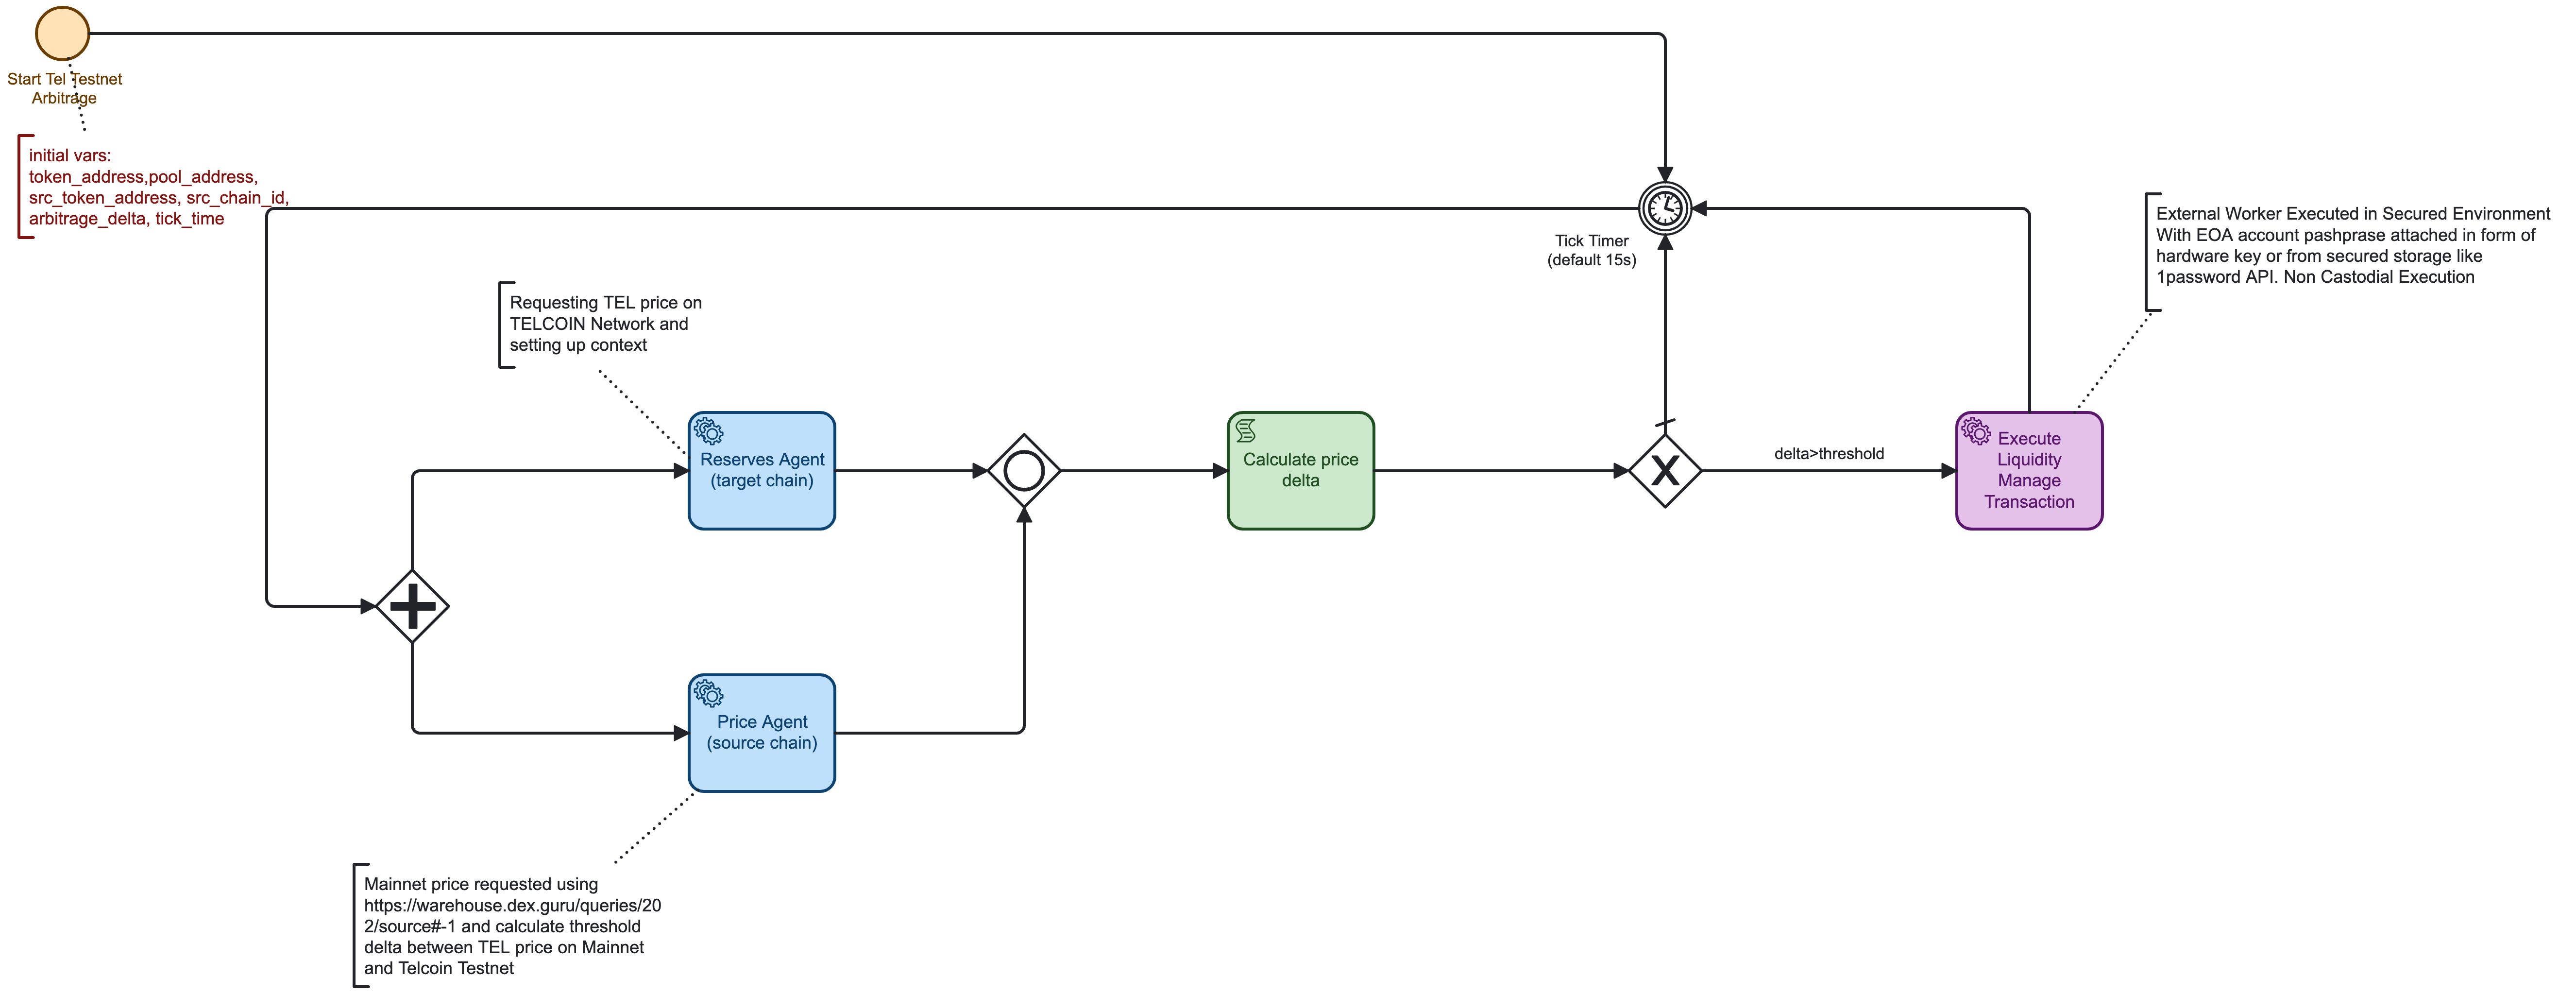 Start Tel Testnet
Arbitrage
initial vars:
token_address,pool_address,
src_token_address, src_chain_id,
arbitrage_delta, tick_time
Tick Timer
(default 15s)
External Worker Executed in Secured Environment
With EOA account pashprase attached in form of
hardware key or from secured storage like
1password API. Non Castodial Execution
Requesting TEL price on
TELCOIN Network and
setting up context
Reserves Agent
(target chain)
Calculate price
delta
X
delta>threshold
Execute
Liquidity
Manage
Transaction
Price Agent
(source chain)
Mainnet price requested using
https://warehouse.dex.guru/queries/20
2/source#-1 and calculate threshold
delta between TEL price on Mainnet
and Telcoin Testnet